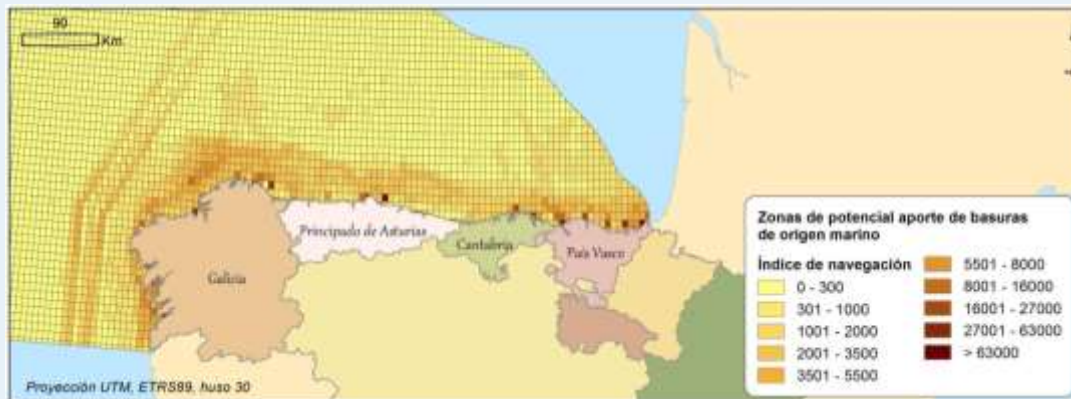 90
Km
Principado de Asturias
Cantabria
País Vasco
Galicia
Proyección UTM, ETRS89, huso 30
Zonas de potencial aporte de basuras
de origen marino
Índice de navegación
0 - 300
301 - 1000
1001 - 2000
2001 - 3500
3501 - 5500
5501 - 8000
8001 - 16000
16001 - 27000
27001 - 63000
> 63000